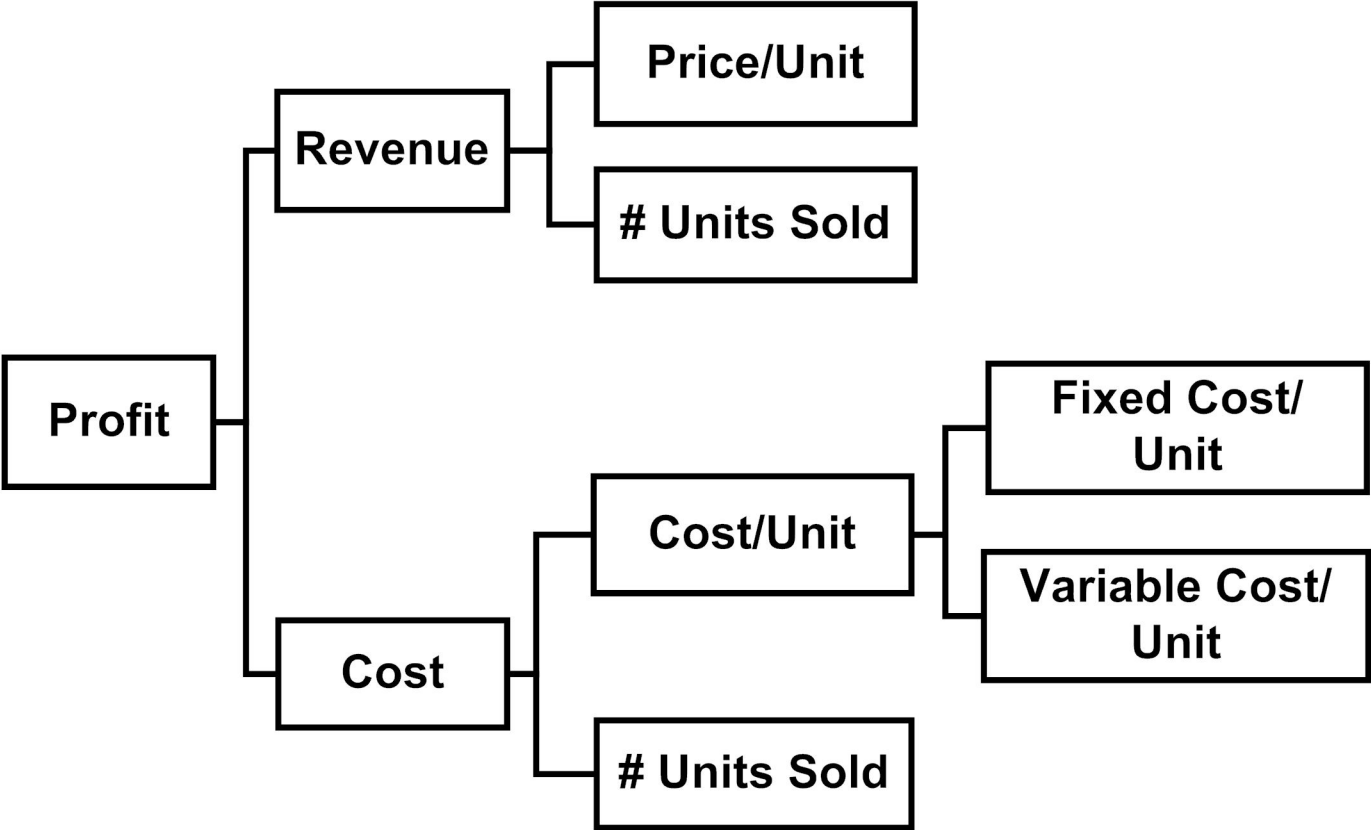 Price/Unit
Revenue
# Units Sold
Profit
Fixed Cost/
Unit
Cost/Unit
Variable Cost/
Unit
Cost
# Units Sold